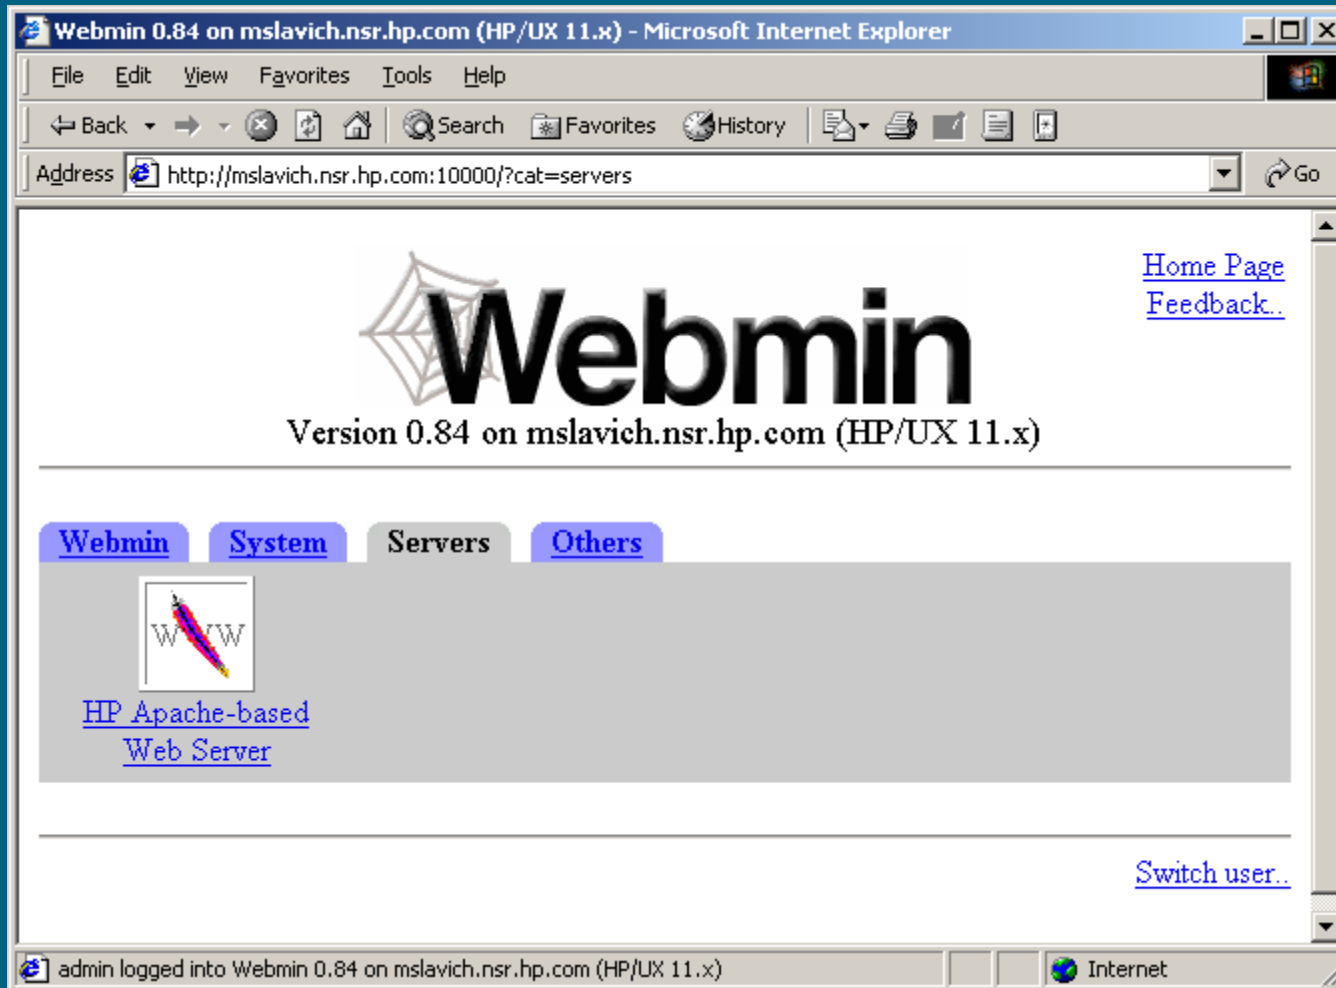 Webmin 0.84 on mslavich.nsr.hp.com (HP/UX 11.x) - Microsoft Internet Explorer
File Edit View Favorites Tools Help
Back Search Favorites History
Address http://mslavich.nsr.hp.com:10000/?cat=servers Go
Home Page
Feedback..
Webmin
Version 0.84 on mslavich.nsr.hp.com (HP/UX 11.x)
Webmin System Servers Others
WWW
HP Apache-based
Web Server
Switch user..
admin logged into Webmin 0.84 on mslavich.nsr.hp.com (HP/UX 11.x) Internet